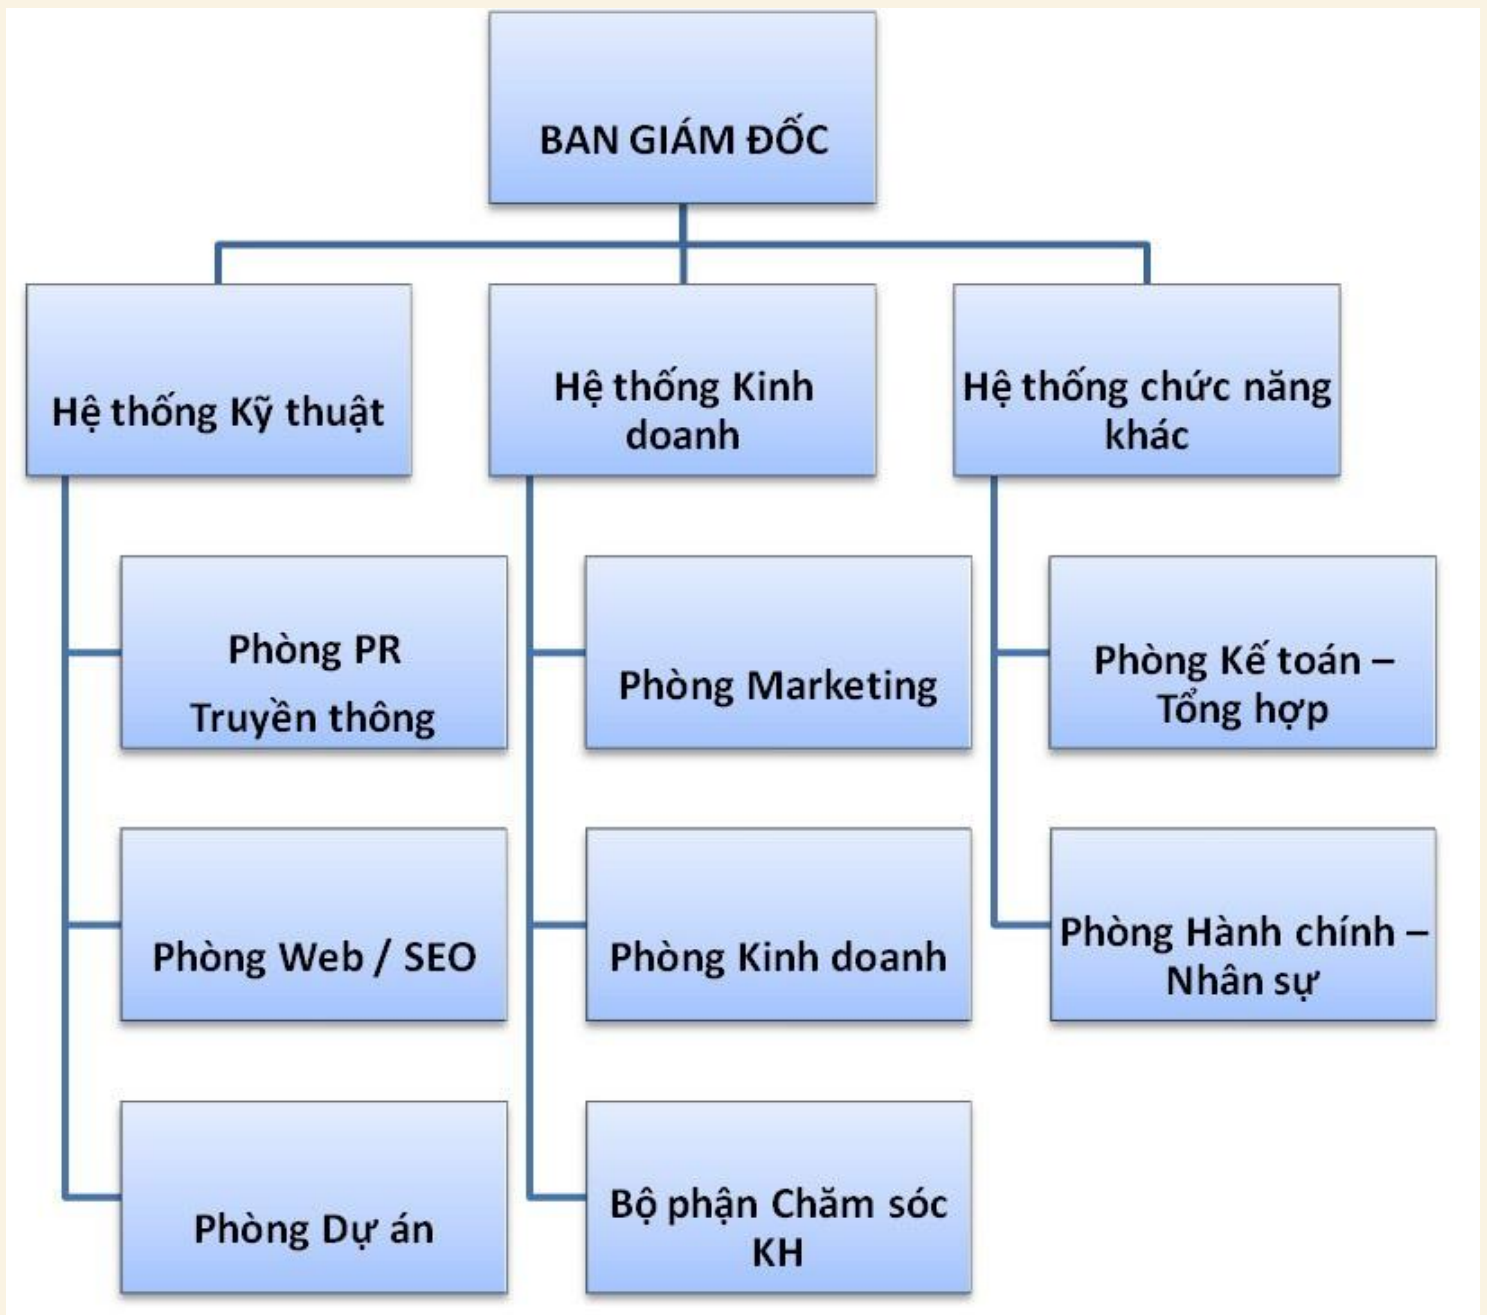 BAN GIÁM ĐỐC
Hệ thống Kỹ thuật
Hệ thống Kinh
doanh
Hệ thống chức năng
khác
Phòng PR
Truyền thông
Phòng Marketing
Phòng Kế toán –
Tổng hợp
Phòng Web / SEO
Phòng Kinh doanh
Phòng Hành chính –
Nhân sự
Phòng Dự án
Bộ phận Chăm sóc
KH